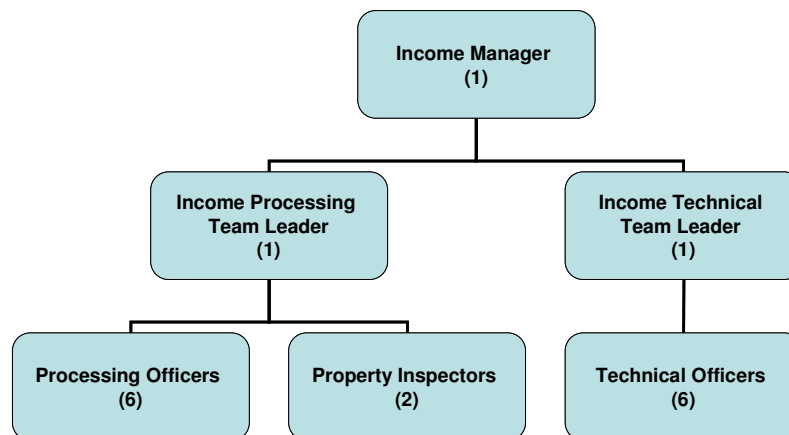 Income Manager
(1)
Income Processing
Team Leader
(1)
Income Technical
Team Leader
(1)
Processing Officers
(6)
Property Inspectors
(2)
Technical Officers
(6)